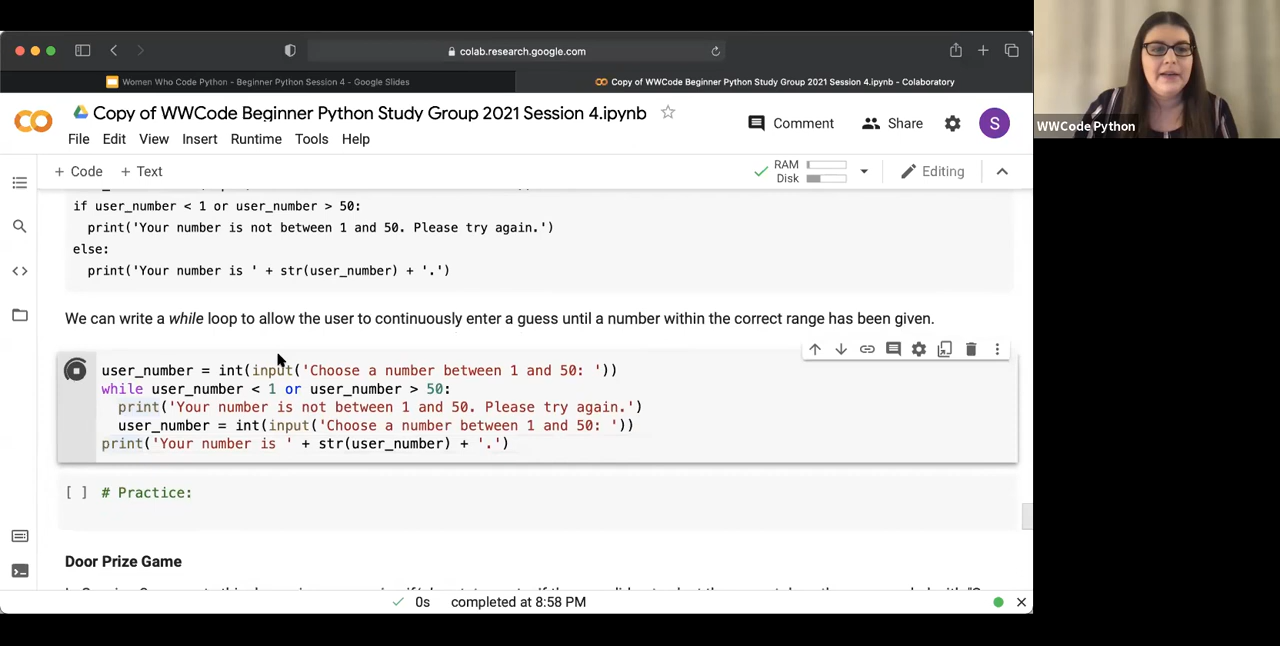 colab.research.google.com
Women Who Code Python - Beginner Python Session 4 - Google Slides
Copy of WWCode Beginner Python Study Group 2021 Session 4.ipynb - Colaboratory
WWCode Python
Copy of WWCode Beginner Python Study Group 2021 Session 4.ipynb
Comment
Share
S
File Edit View Insert Runtime Tools Help
+ Code + Text
RAM
Disk
Editing
if user_number < 1 or user_number > 50:
print('Your number is not between 1 and 50. Please try again.')
else:
print('Your number is ' + str(user_number) + '.')
We can write a while loop to allow the user to continuously enter a guess until a number within the correct range has been given.
user_number = int(input('Choose a number between 1 and 50: '))
while user_number < 1 or user_number > 50:
print('Your number is not between 1 and 50. Please try again.')
user_number = int(input('Choose a number between 1 and 50: '))
print('Your number is ' + str(user_number) + '.')
[ ] # Practice:
Door Prize Game
0s completed at 8:58 PM